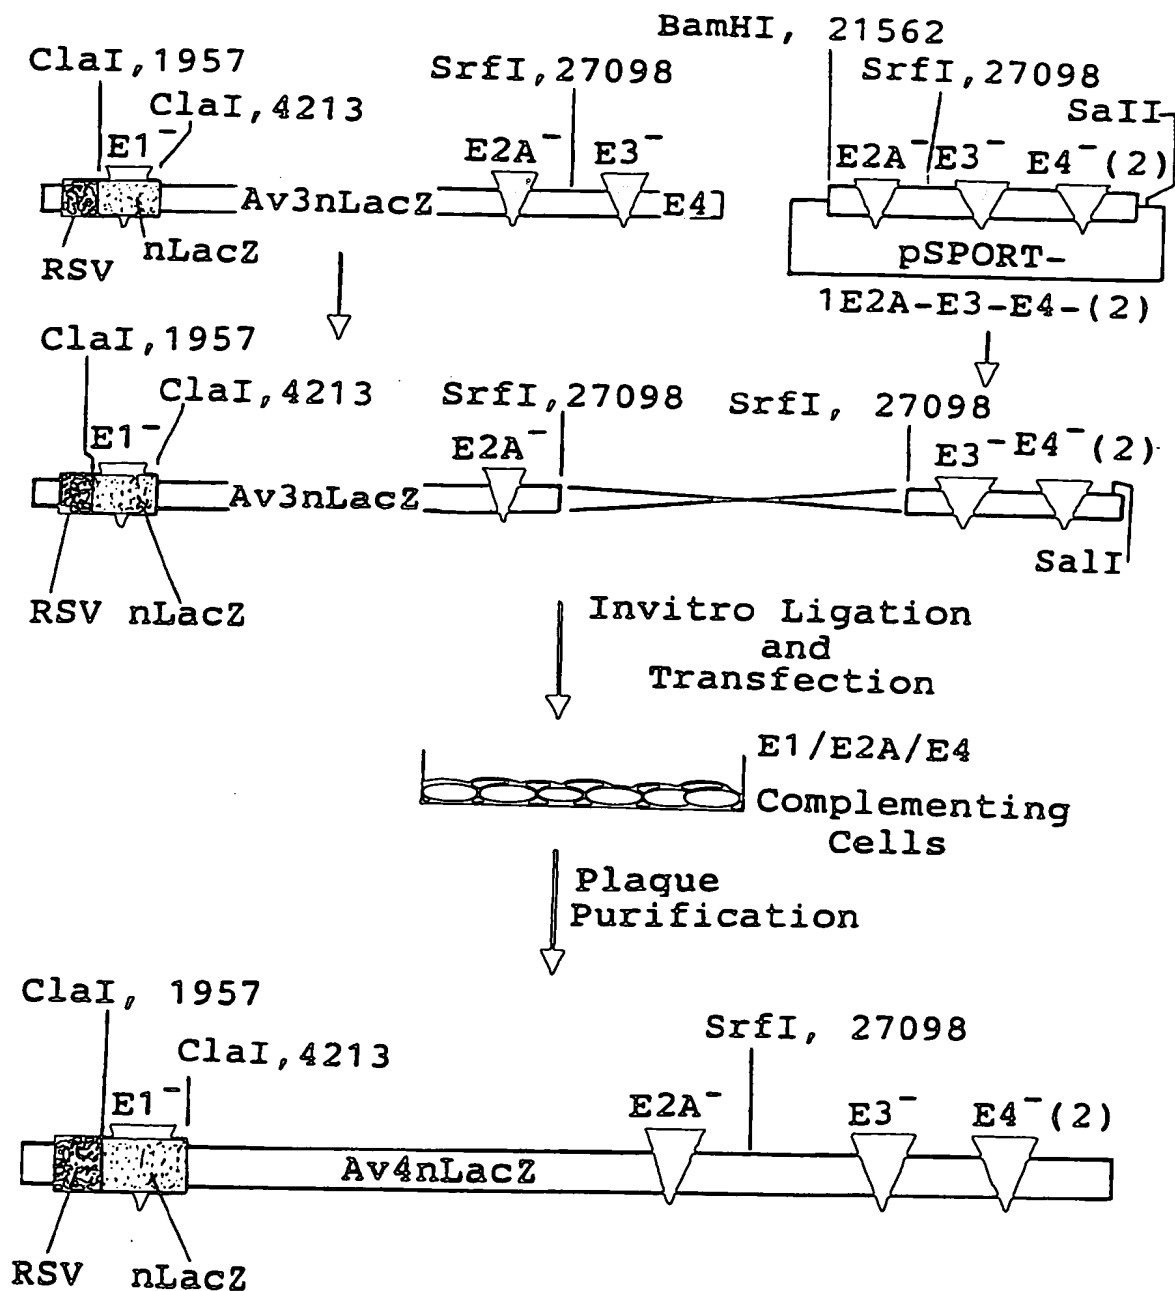 BamHI, 21562
ClaI,1957
SrfI,27098
SrfI,27098
ClaI,4213
SaII
E1-
E2A-
E3-
E2A-
E3-
E4-(2)
Av3nLacZ
E4
RSV
nLacZ
pSPORT-
1E2A-E3-E4-(2)
ClaI,1957
ClaI,4213
SrfI,27098
SrfI, 27098
E1-
E2A-
E3-
E4-(2)
Av3nLacZ
SalI
RSV
nLacZ
Invitro Ligation
and
Transfection
E1/E2A/E4
Complementing
Cells
Plaque
Purification
ClaI, 1957
ClaI,4213
SrfI, 27098
E1-
E2A-
E3-
E4-(2)
Av4nLacZ
RSV
nLacZ